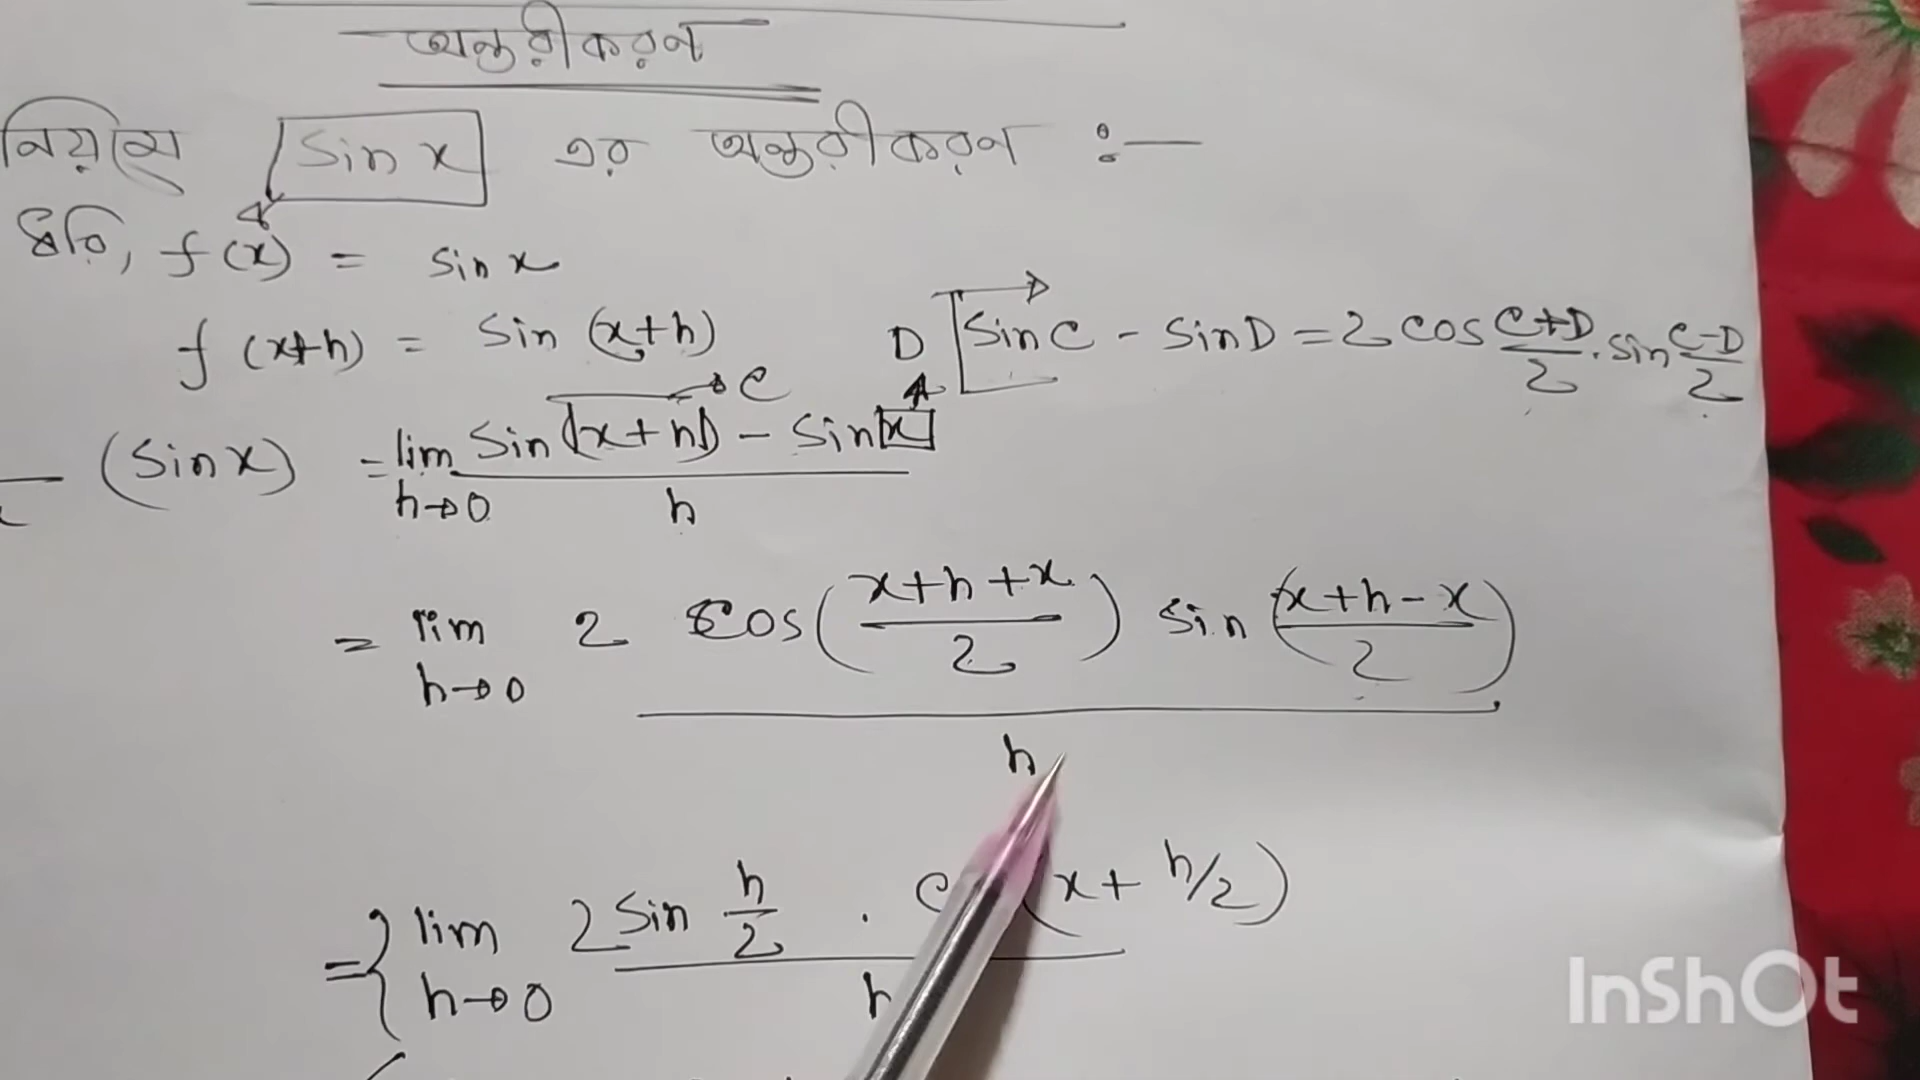 অন্তরীকরণ
নিয়মে sin x এর অন্তরীকরণ :—
ধরি, f(x) = sin x
f(x+h) = sin (x+h)
D sin C - sin D = 2 cos C+D/2 . sin C-D/2
(sin x) = lim h→0 sin(x+h) - sin x / h
C
= lim h→0 2 cos(x+h+x/2) sin(x+h-x/2) / h
= { lim h→0 2 sin h/2 . (x+h/2) / h
InShOt